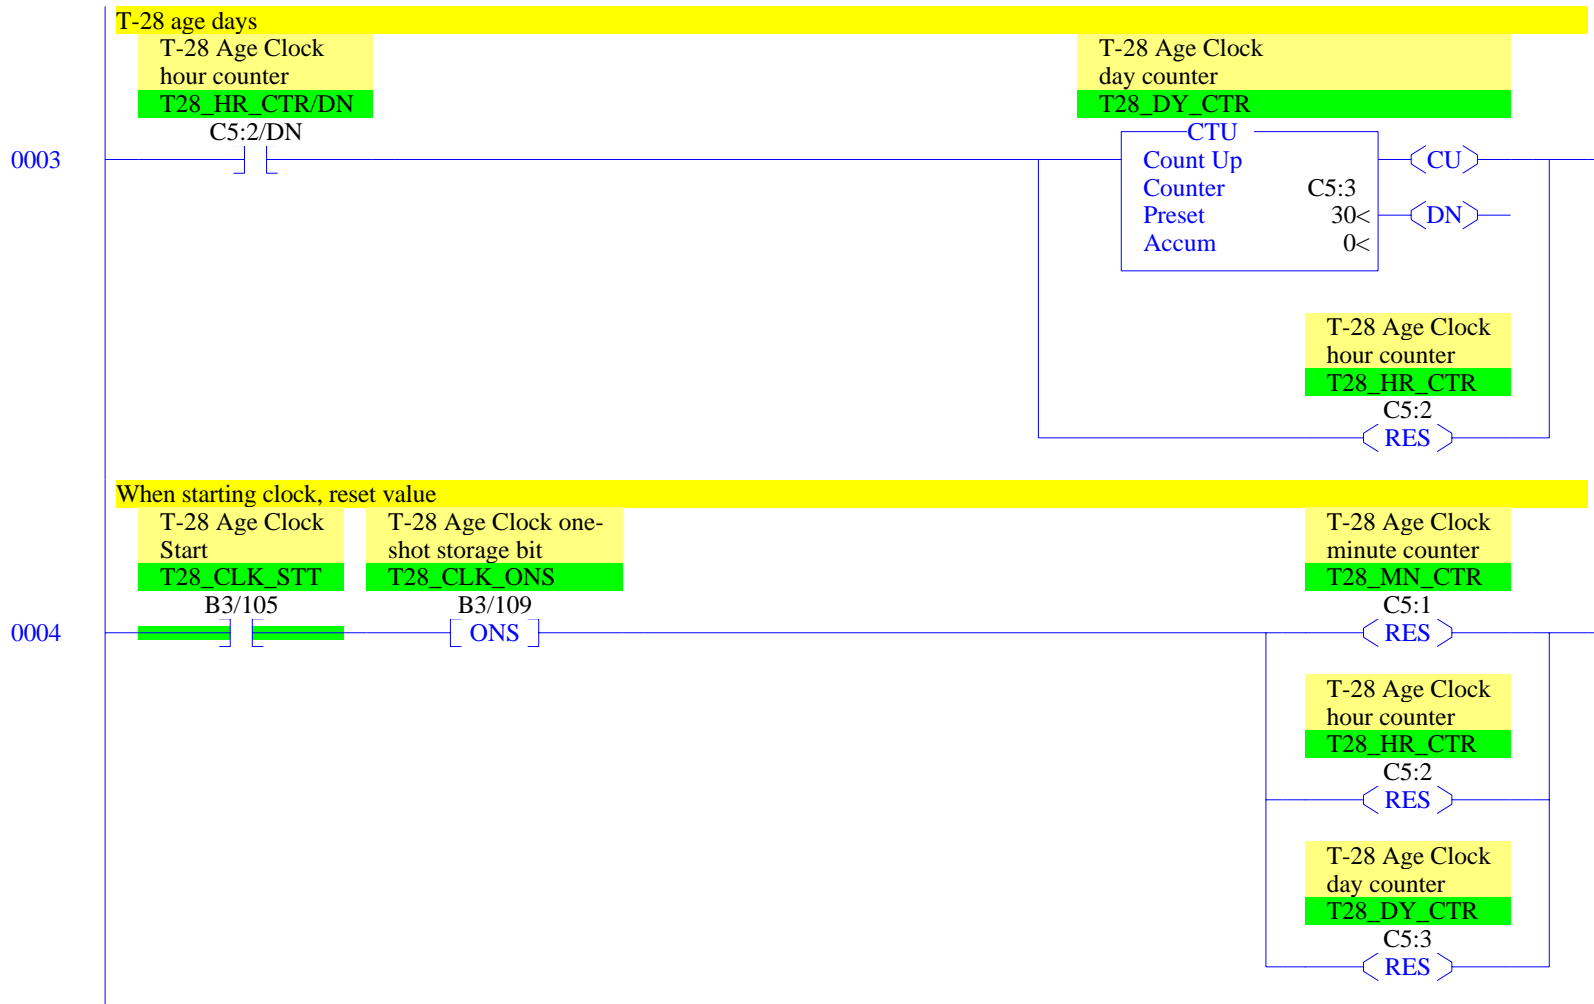 T-28 age days
T-28 Age Clock
hour counter
T28_HR_CTR/DN
C5:2/DN
T-28 Age Clock
day counter
T28_DY_CTR
CTU
Count Up
Counter C5:3
Preset 30<
Accum 0<
CU
DN
0003
T-28 Age Clock
hour counter
T28_HR_CTR
C5:2
RES
When starting clock, reset value
T-28 Age Clock
Start
T28_CLK_STT
B3/105
T-28 Age Clock one-
shot storage bit
T28_CLK_ONS
B3/109
ONS
T-28 Age Clock
minute counter
T28_MN_CTR
C5:1
RES
0004
T-28 Age Clock
hour counter
T28_HR_CTR
C5:2
RES
T-28 Age Clock
day counter
T28_DY_CTR
C5:3
RES